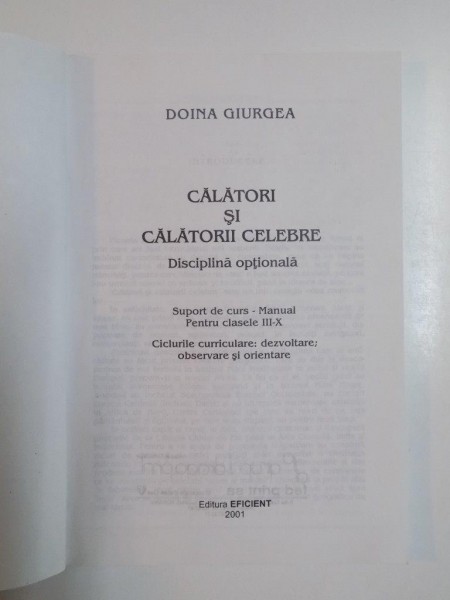 DOINA GIURGEA
CĂLĂTORI
ŞI
CĂLĂTORII CELEBRE
Disciplină opţională
Suport de curs - Manual
Pentru clasele III-X
Ciclurile curriculare: dezvoltare;
observare şi orientare
Editura EFICIENT
2001